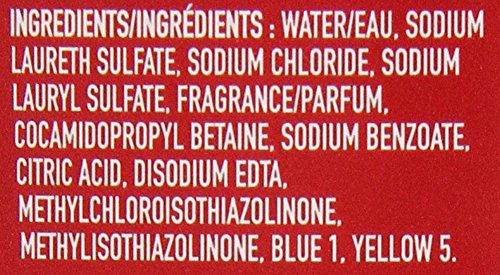 INGREDIENTS/INGRÉDIENTS : WATER/EAU, SODIUM
LAURETH SULFATE, SODIUM CHLORIDE, SODIUM
LAURYL SULFATE, FRAGRANCE/PARFUM,
COCAMIDOPROPYL BETAINE, SODIUM BENZOATE,
CITRIC ACID, DISODIUM EDTA,
METHYLCHLOROISOTHIAZOLINONE,
METHYLISOTHIAZOLINONE, BLUE 1, YELLOW 5.